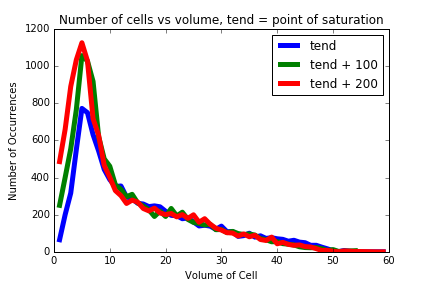 Number of cells vs volume, tend = point of saturation
1200
1000
800
600
400
200
0
Number of Occurrences
tend
tend + 100
tend + 200
0 10 20 30 40 50 60
Volume of Cell